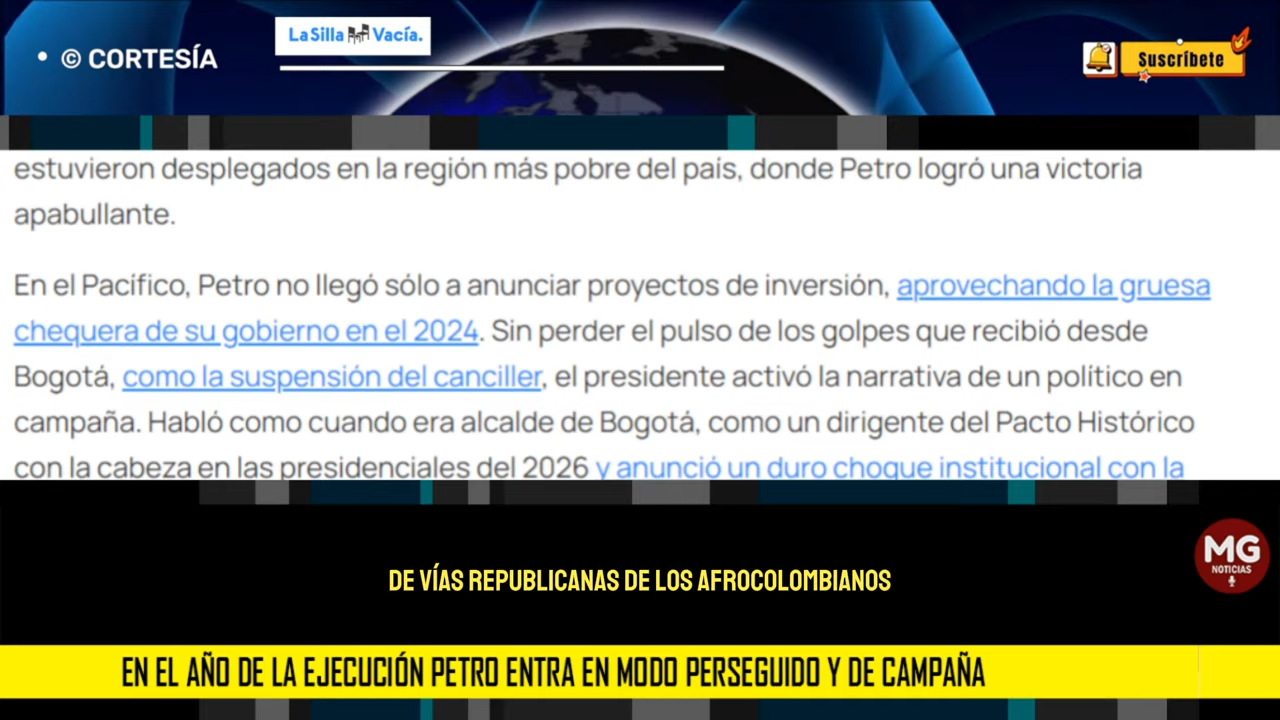 • © CORTESÍA
La Silla Vacía.
Suscríbete
estuvieron desplegados en la región más pobre del país, donde Petro logró una victoria
apabullante.
En el Pacífico, Petro no llegó sólo a anunciar proyectos de inversión, aprovechando la gruesa
chequera de su gobierno en el 2024. Sin perder el pulso de los golpes que recibió desde
Bogotá, como la suspensión del canciller, el presidente activó la narrativa de un político en
campaña. Habló como cuando era alcalde de Bogotá, como un dirigente del Pacto Histórico
con la cabeza en las presidenciales del 2026 y anunció un duro choque institucional con la
MG
NOTICIAS
DE VÍAS REPUBLICANAS DE LOS AFROCOLOMBIANOS
EN EL AÑO DE LA EJECUCIÓN PETRO ENTRA EN MODO PERSEGUIDO Y DE CAMPAÑA